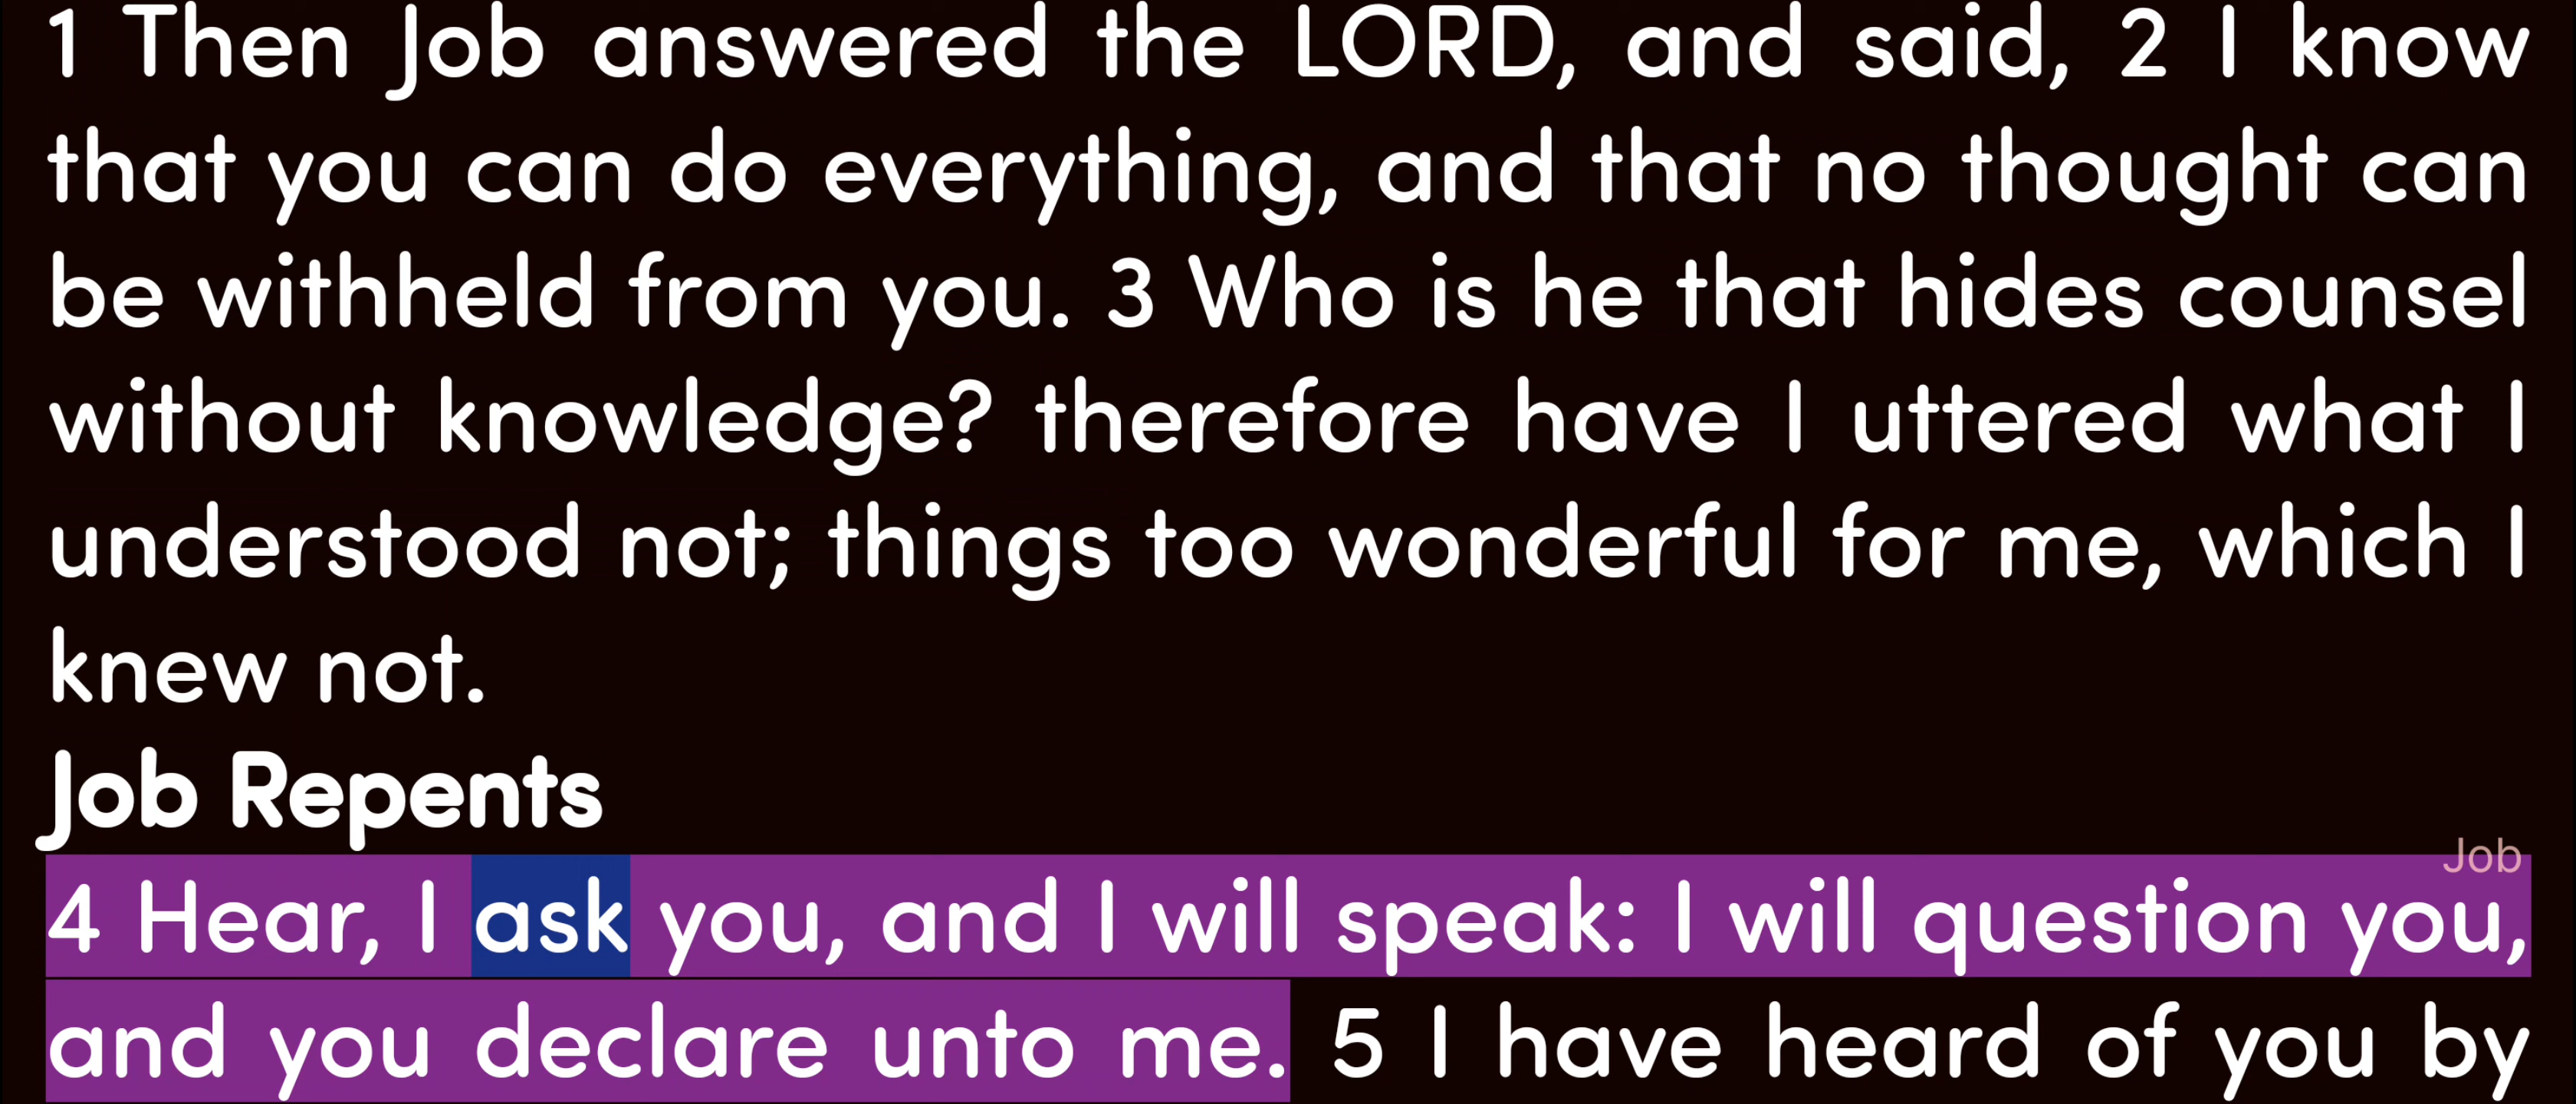 1 Then Job answered the LORD, and said, 2 I know
that you can do everything, and that no thought can
be withheld from you. 3 Who is he that hides counsel
without knowledge? therefore have I uttered what I
understood not; things too wonderful for me, which I
knew not.
Job Repents
Job
4 Hear, I ask you, and I will speak: I will question you,
and you declare unto me. 5 I have heard of you by